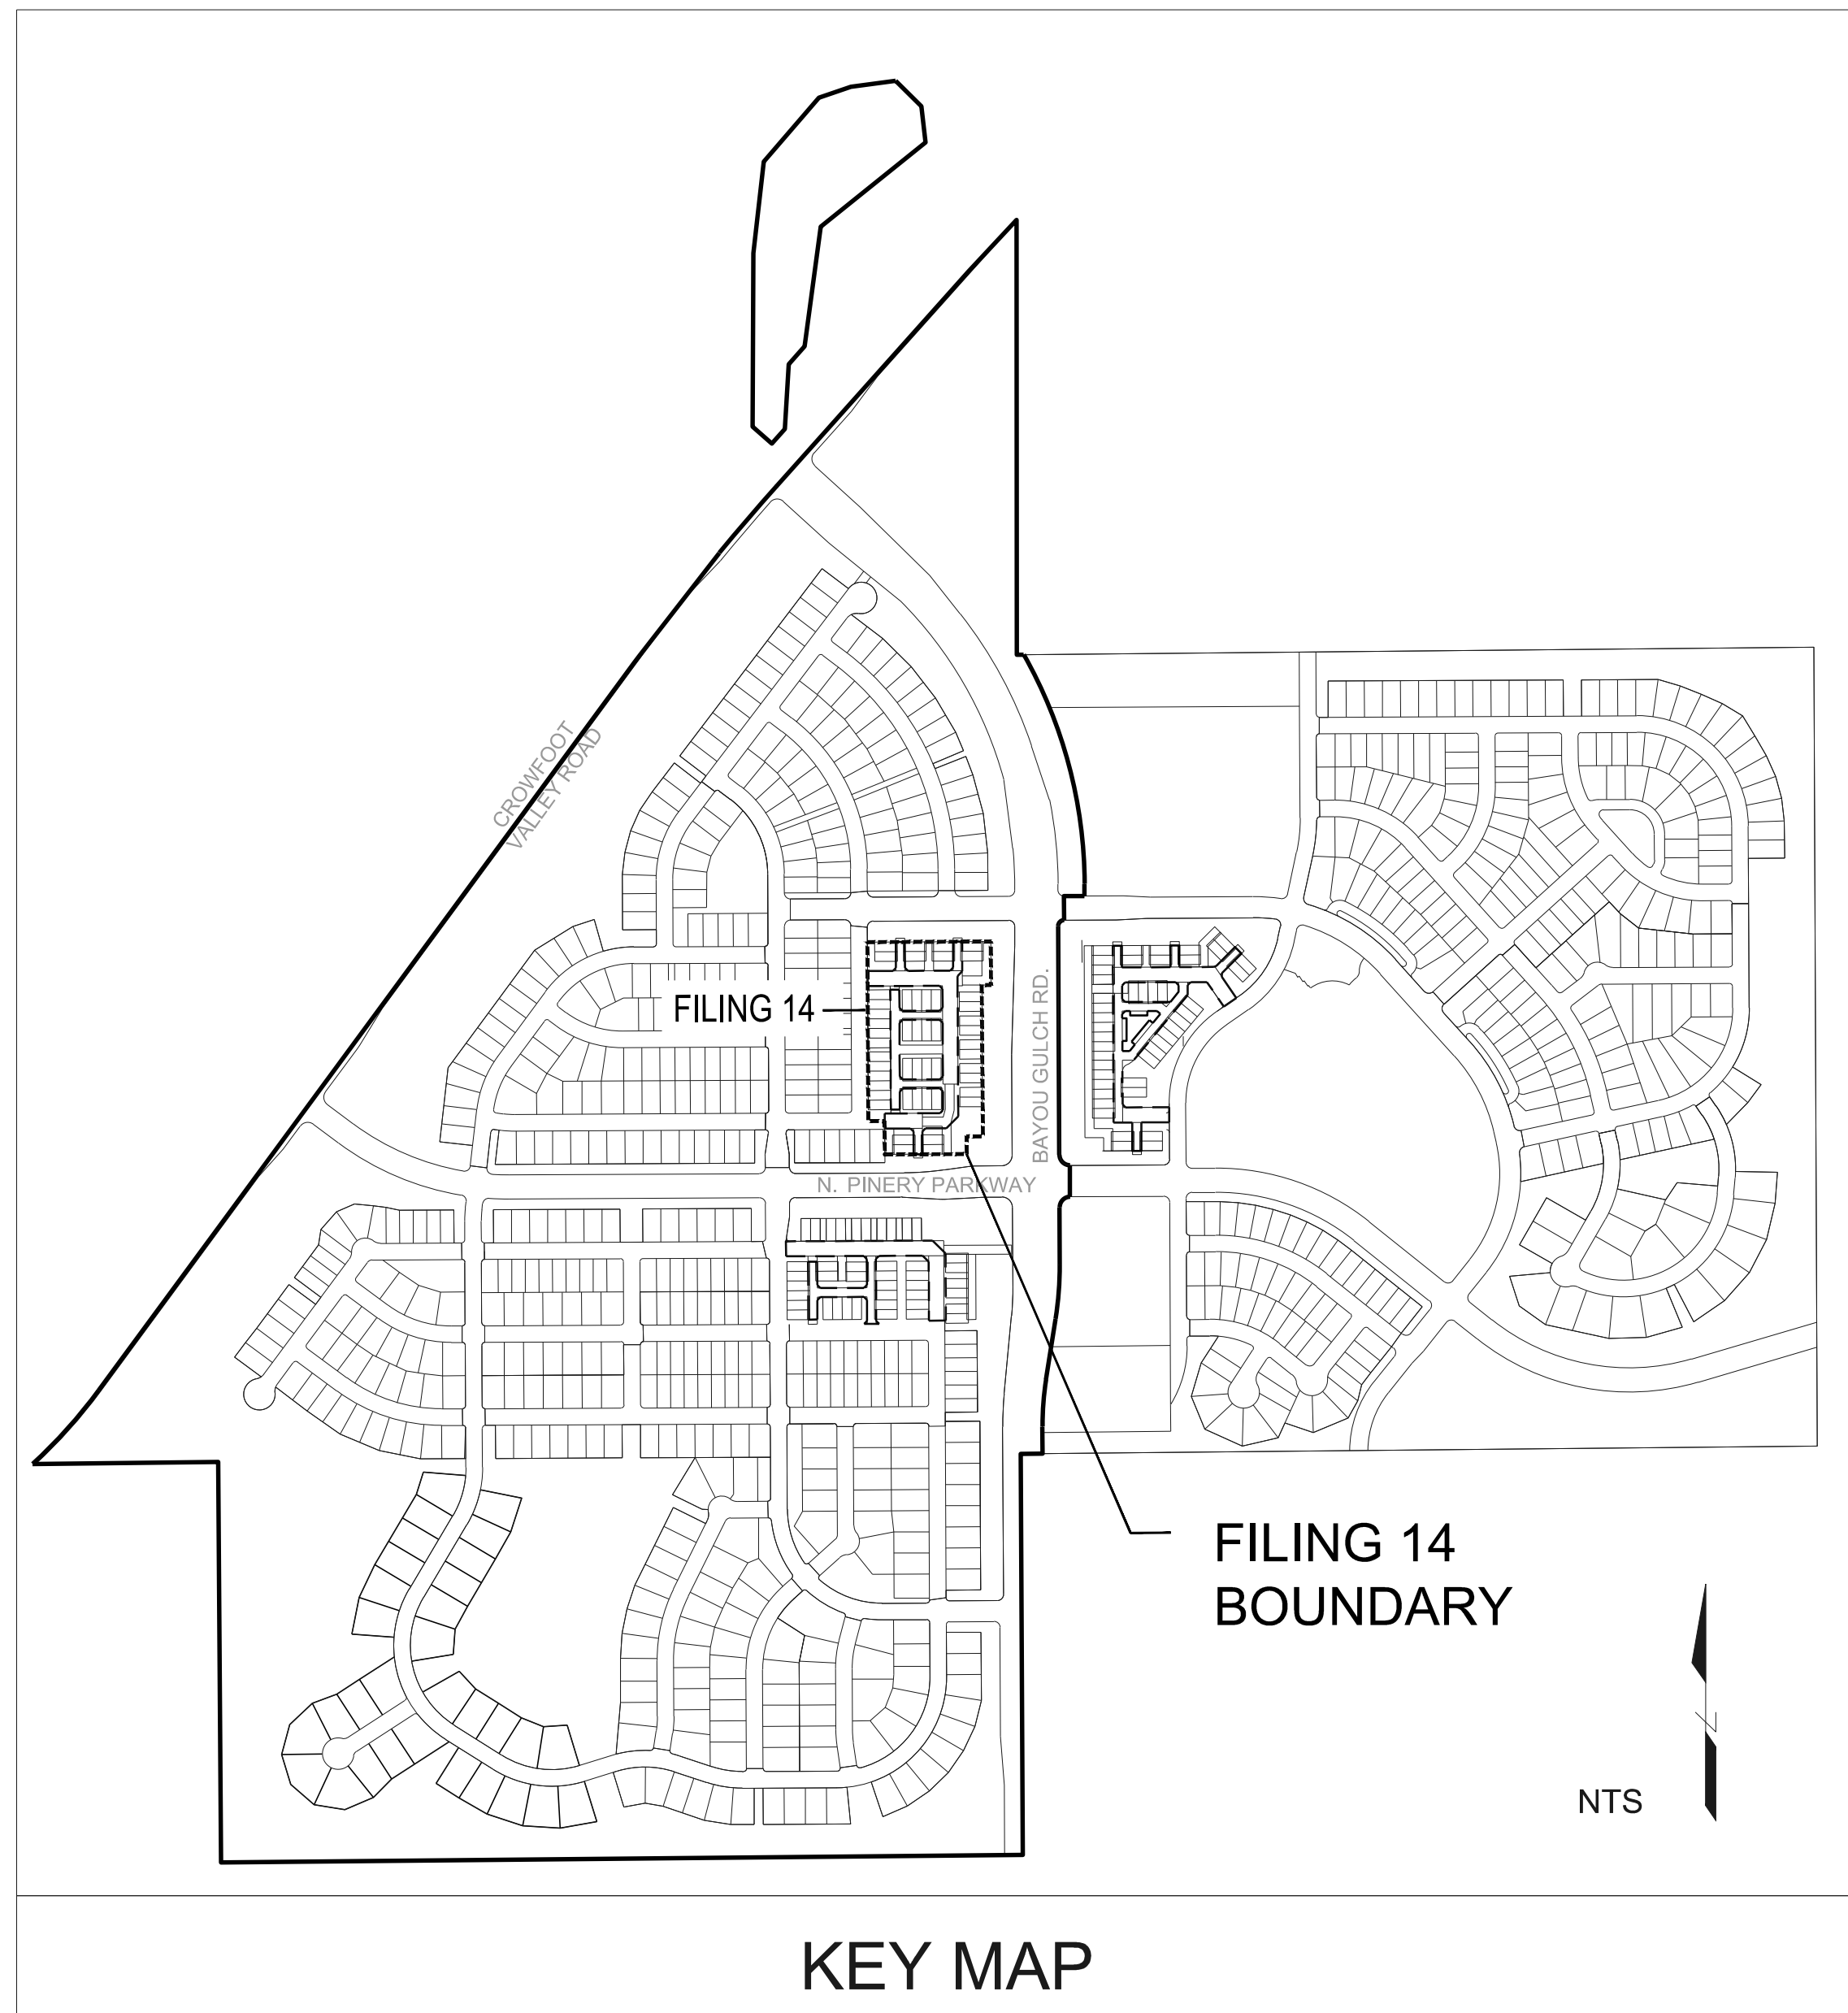 CROWFOOT
VALLEY ROAD
FILING 14
BAYOU GULCH RD.
N. PINERY PARKWAY
FILING 14
BOUNDARY
N
NTS
KEY MAP